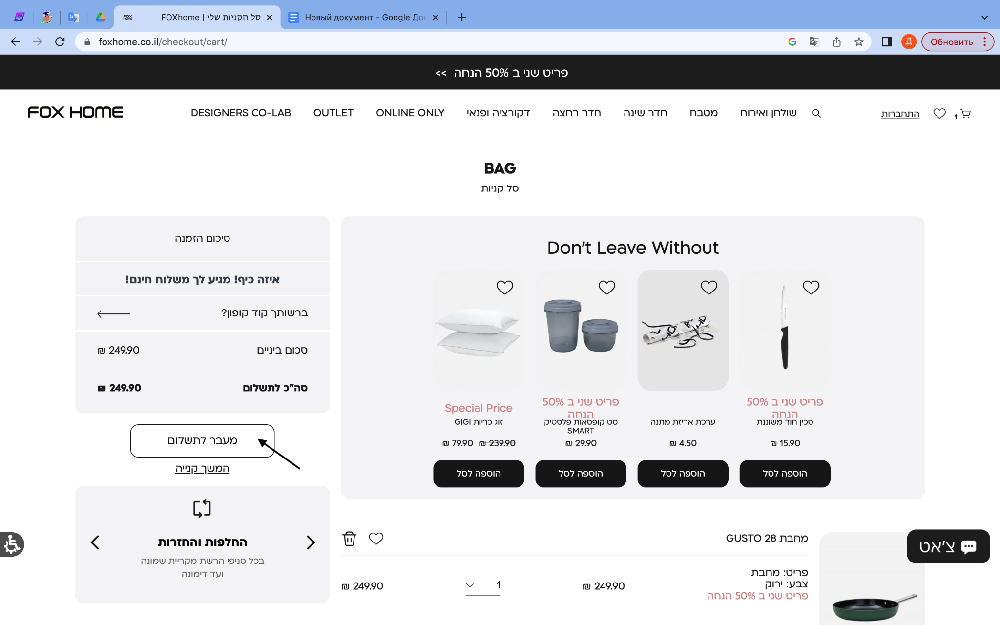 FOXhome | סל הקניות שלי
Новый документ - Google До
foxhome.co.il/checkout/cart/
Д
Обновить
פריט שני ב 50% הנחה >>
FOX HOME
DESIGNERS CO-LAB
OUTLET
ONLINE ONLY
דקורציה ופנאי
חדר רחצה
חדר שינה
מטבח
שולחן ואירוח
התחברות
1
BAG
סל קניות
סיכום הזמנה
איזה כיף! מגיע לך משלוח חינם!
ברשותך קוד קופון?
סכום ביניים
249.90 ₪
סה"כ לתשלום
249.90 ₪
מעבר לתשלום
המשך קנייה
החלפות והחזרות
בכל סניפי הרשת מקריית שמונה
ועד דימונה
Don't Leave Without
Special Price
זוג כריות GIGI
239.90 ₪ 79.90 ₪
הוספה לסל
פריט שני ב 50%
הנחה
סט קופסאות פלסטיק
SMART
29.90 ₪
הוספה לסל
ערכת אריזת מתנה
4.50 ₪
הוספה לסל
פריט שני ב 50%
הנחה
סכין חוד משוננת
15.90 ₪
הוספה לסל
מחבת GUSTO 28
פריט: מחבת
צבע: ירוק
פריט שני ב 50% הנחה
249.90 ₪
1
249.90 ₪
צ'אט